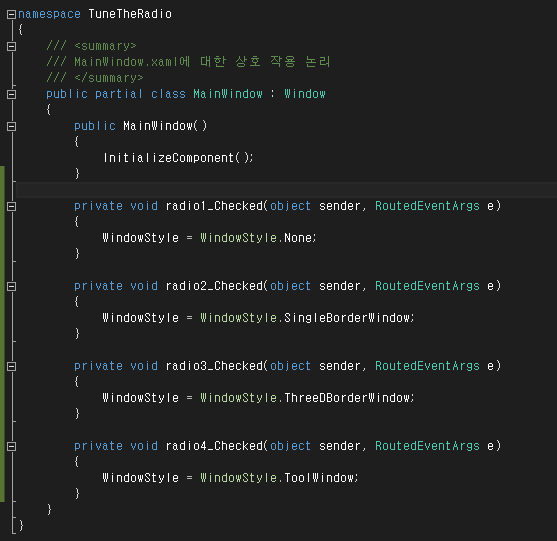 namespace TuneTheRadio
{
/// <summary>
/// MainWindow.xaml에 대한 상호 작용 논리
/// </summary>
public partial class MainWindow : Window
{
public MainWindow()
{
InitializeComponent();
}
private void radio1_Checked(object sender, RoutedEventArgs e)
{
WindowStyle = WindowStyle.None;
}
private void radio2_Checked(object sender, RoutedEventArgs e)
{
WindowStyle = WindowStyle.SingleBorderWindow;
}
private void radio3_Checked(object sender, RoutedEventArgs e)
{
WindowStyle = WindowStyle.ThreeDBorderWindow;
}
private void radio4_Checked(object sender, RoutedEventArgs e)
{
WindowStyle = WindowStyle.ToolWindow;
}
}
}